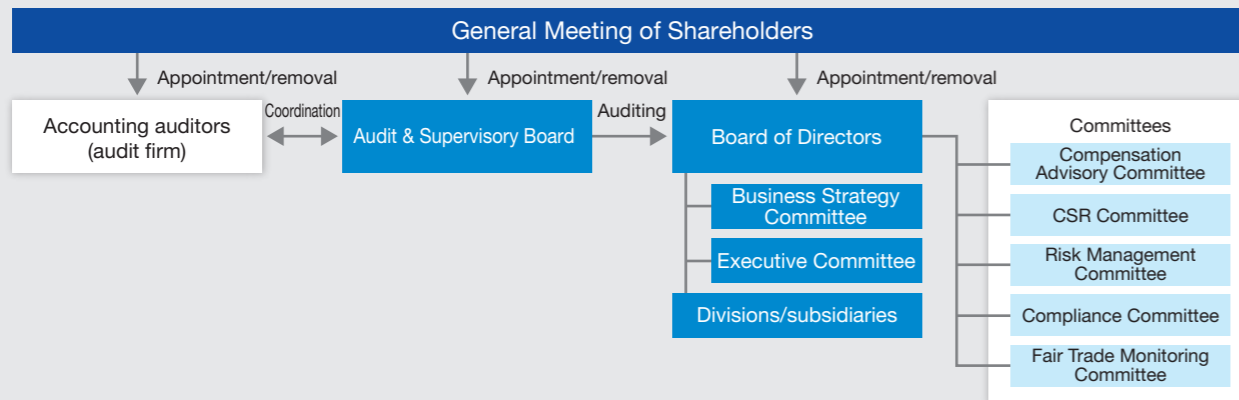 General Meeting of Shareholders
Appointment/removal
Appointment/removal
Appointment/removal
Accounting auditors
(audit firm)
Coordination
Audit & Supervisory Board
Auditing
Board of Directors
Business Strategy
Committee
Executive Committee
Divisions/subsidiaries
Committees
Compensation
Advisory Committee
CSR Committee
Risk Management
Committee
Compliance Committee
Fair Trade Monitoring
Committee